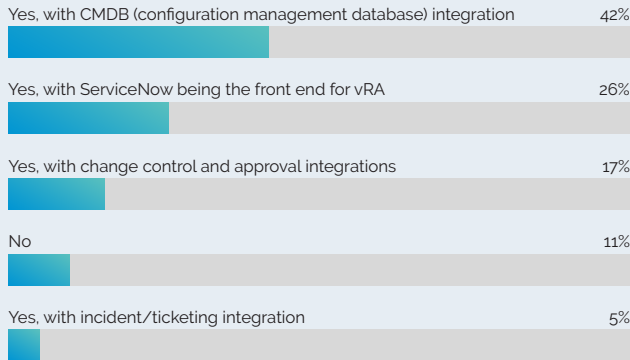 Yes, with CMDB (configuration management database) integration 42%
Yes, with ServiceNow being the front end for vRA 26%
Yes, with change control and approval integrations 17%
No 11%
Yes, with incident/ticketing integration 5%